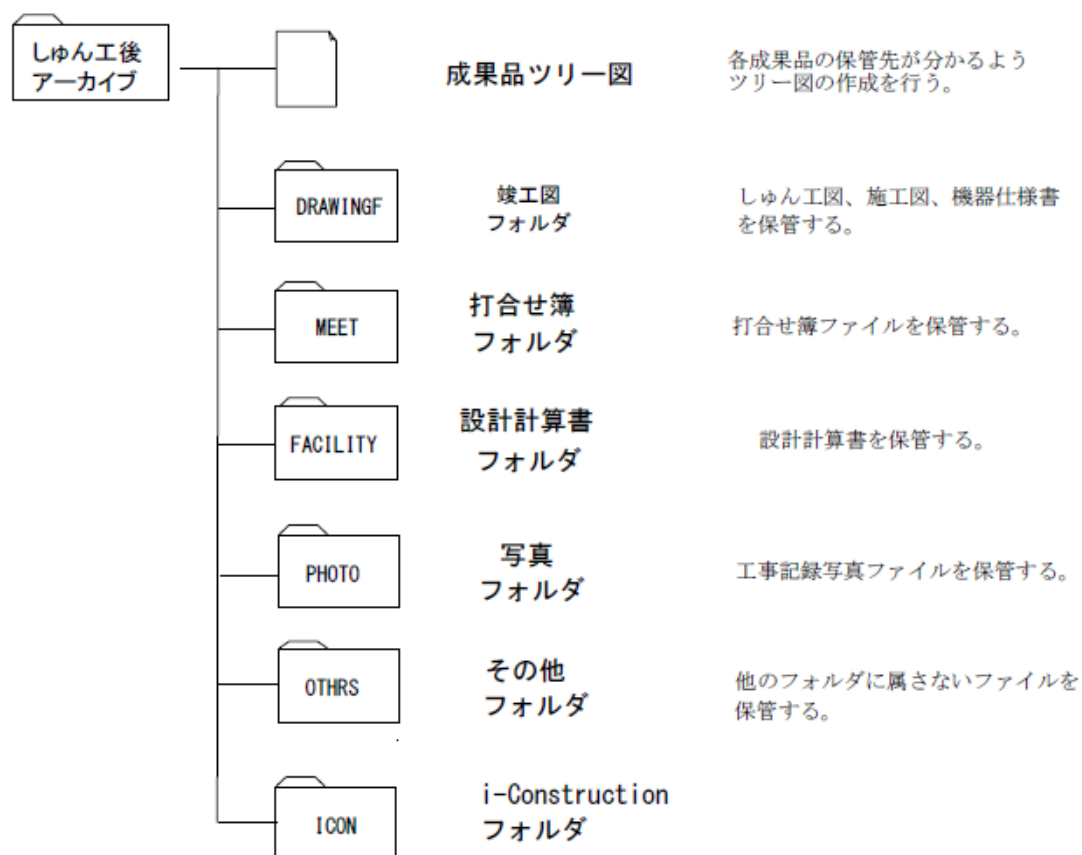 しゅん工後
アーカイブ
成果品ツリー図
各成果品の保管先が分かるよう
ツリー図の作成を行う。
DRAWINGF
竣工図
フォルダ
しゅん工図、施工図、機器仕様書
を保管する。
MEET
打合せ簿
フォルダ
打合せ簿ファイルを保管する。
FACILITY
設計計算書
フォルダ
設計計算書を保管する。
PHOTO
写真
フォルダ
工事記録写真ファイルを保管する。
OTHRS
その他
フォルダ
他のフォルダに属さないファイルを
保管する。
ICON
i-Construction
フォルダ